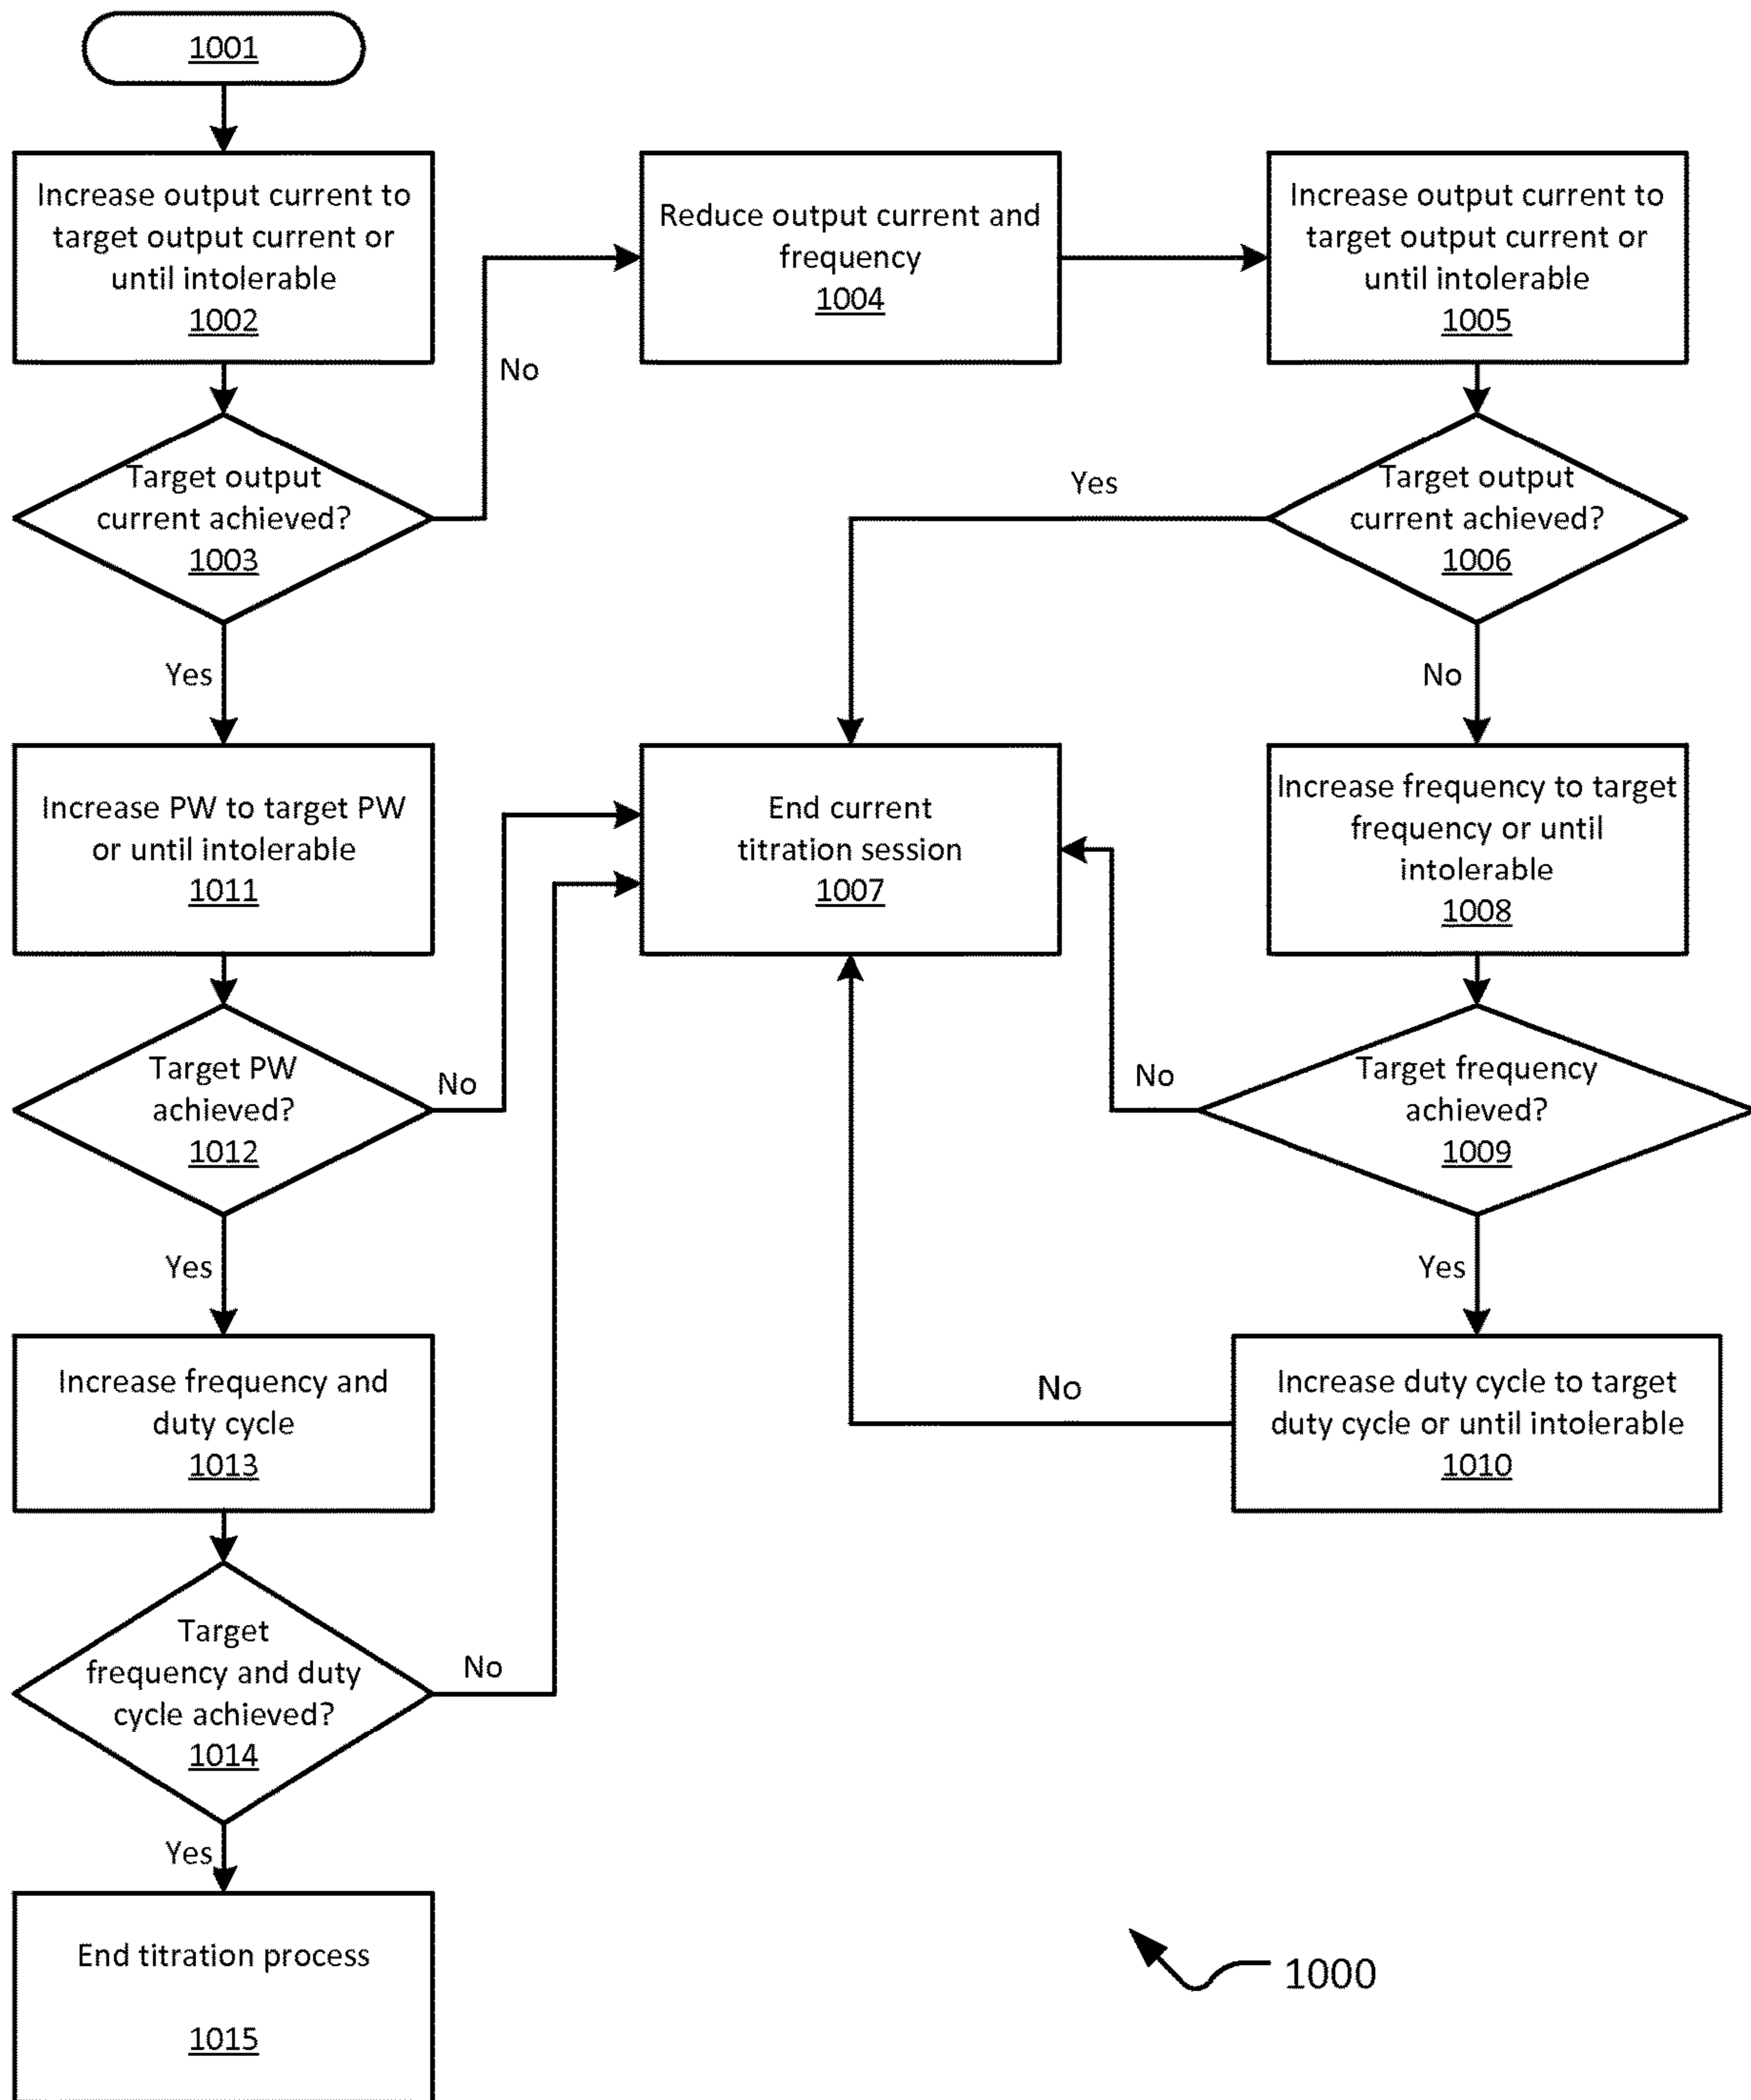 1001
Increase output current to
target output current or
until intolerable
1002
Reduce output current and
frequency
1004
Increase output current to
target output current or
until intolerable
1005
No
Target output
current achieved?
1003
Yes
Target output
current achieved?
1006
Yes
No
Increase PW to target PW
or until intolerable
1011
End current
titration session
1007
Increase frequency to target
frequency or until
intolerable
1008
Target PW
achieved?
1012
No
No
Target frequency
achieved?
1009
Yes
Yes
Increase frequency and
duty cycle
1013
No
Increase duty cycle to target
duty cycle or until intolerable
1010
Target
frequency and duty
cycle achieved?
1014
No
Yes
End titration process
1015
1000